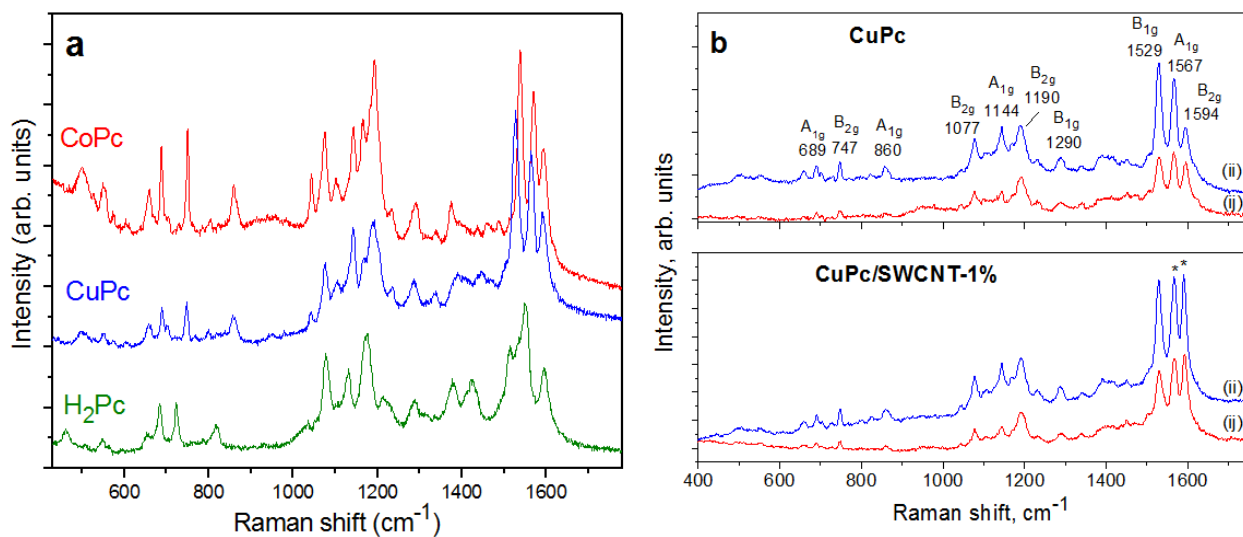 a
CoPc
CuPc
H₂Pc
Intensity (arb. units)
600 800 1000 1200 1400 1600
Raman shift (cm⁻¹)
b
CuPc
A₁g
689
B₂g
747
A₁g
860
B₂g
1077
A₁g
1144
B₂g
1190
B₁g
1290
B₁g
1529
A₁g
1567
B₂g
1594
(ii)
(ij)
CuPc/SWCNT-1%
* *
(ii)
(ij)
Intensity, arb. units
400 600 800 1000 1200 1400 1600
Raman shift, cm⁻¹